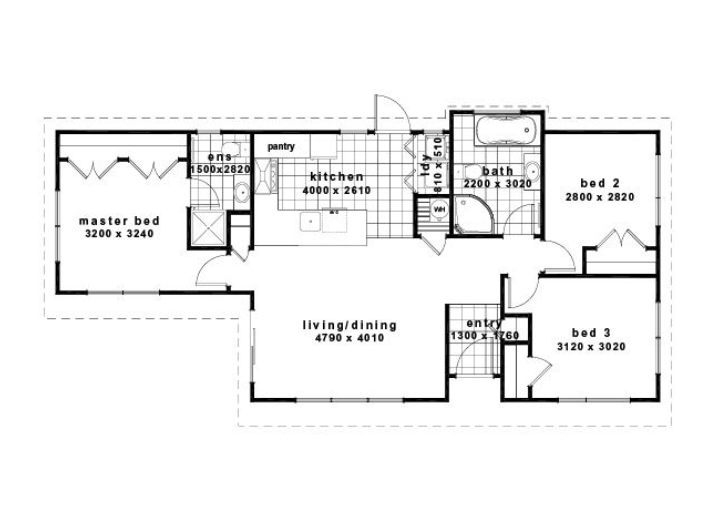 pantry
ens
1500x2820
kitchen
4000 x 2610
ldy
810 x 510
bath
2200 x 3020
bed 2
2800 x 2820
master bed
3200 x 3240
WH
living/dining
4790 x 4010
entry
1300 x 1760
bed 3
3120 x 3020